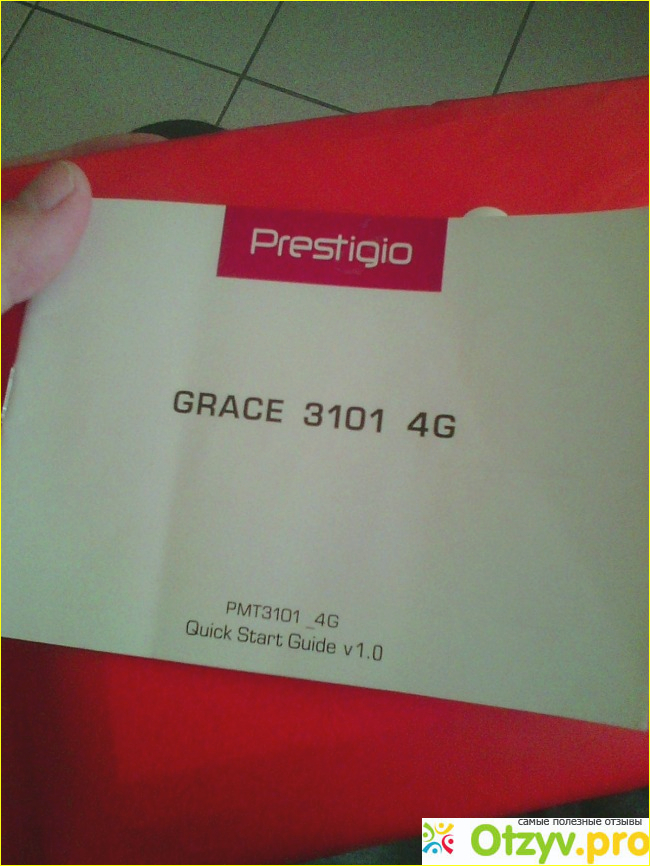 Prestigio
GRACE 3101 4G
PMT3101_4G
Quick Start Guide v1.0
самые полезные отзывы
Otzyv.pro